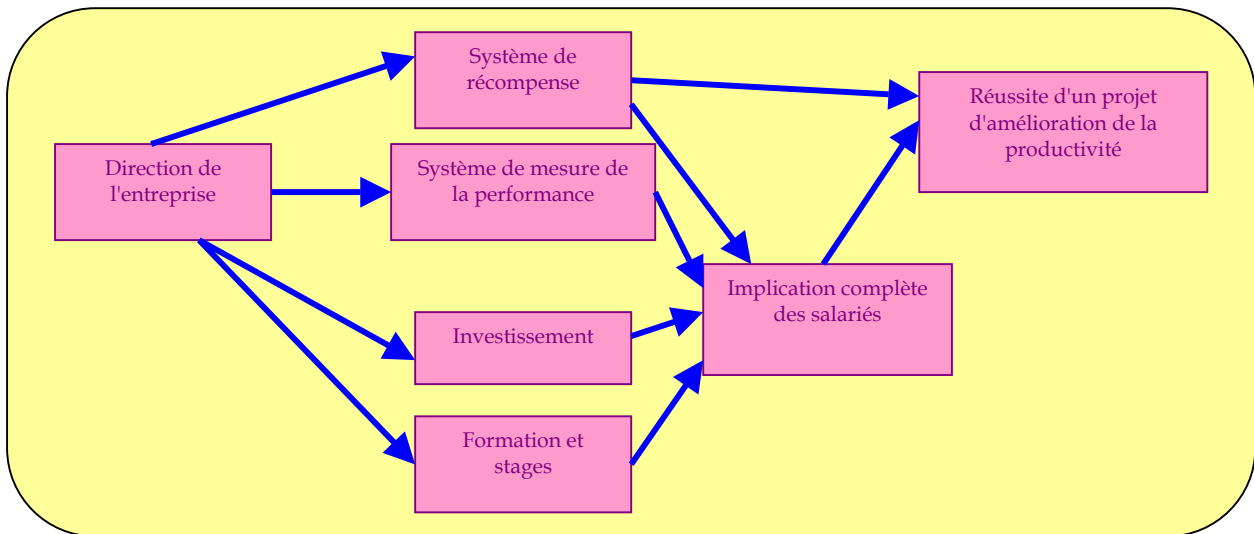 Système de
récompense
Réussite d'un projet
d'amélioration de la
productivité
Direction de
l'entreprise
Système de mesure de
la performance
Implication complète
des salariés
Investissement
Formation et
stages